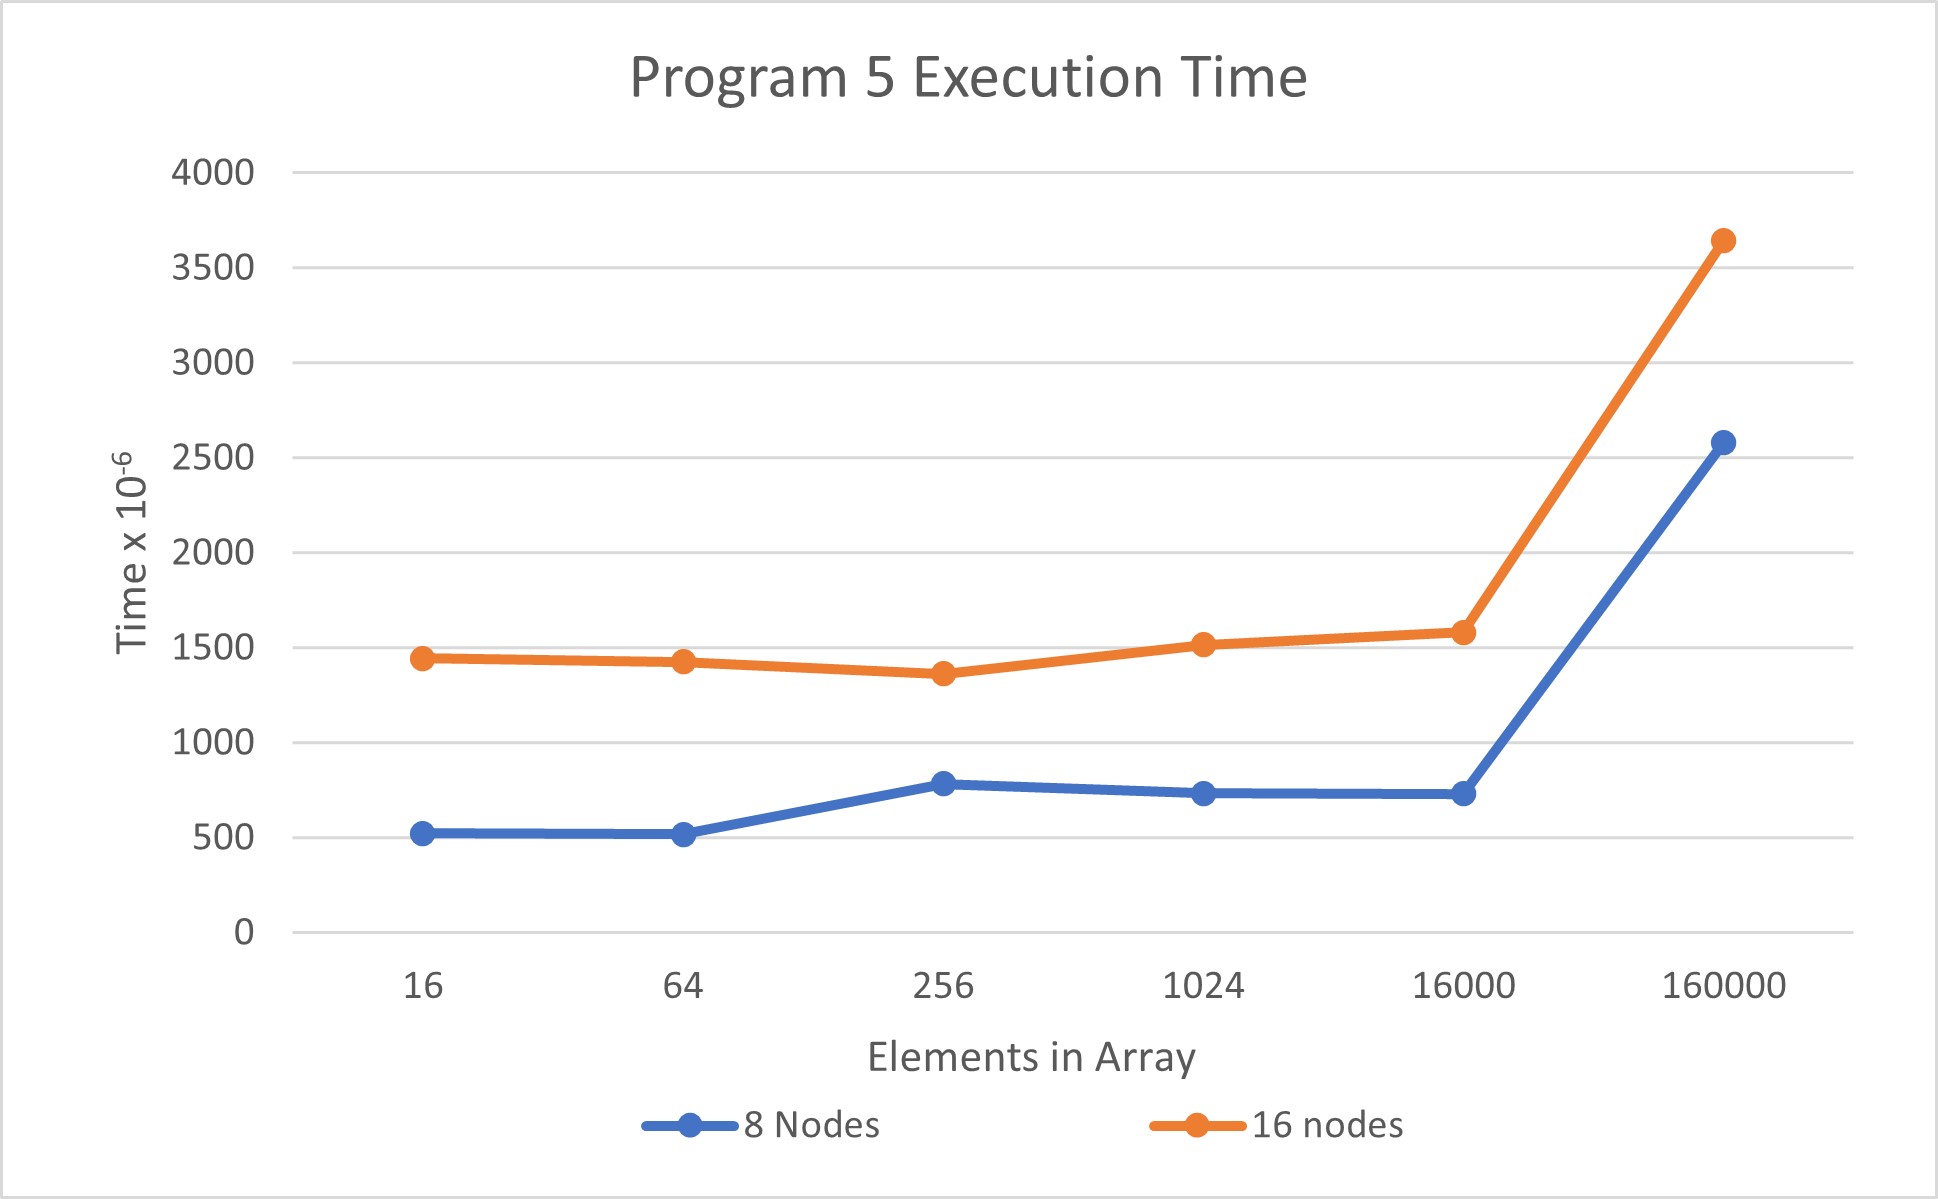 Program 5 Execution Time
4000
3500
3000
2500
2000
1500
1000
500
0
Time x 10⁻⁶
16 64 256 1024 16000 160000
Elements in Array
8 Nodes 16 nodes